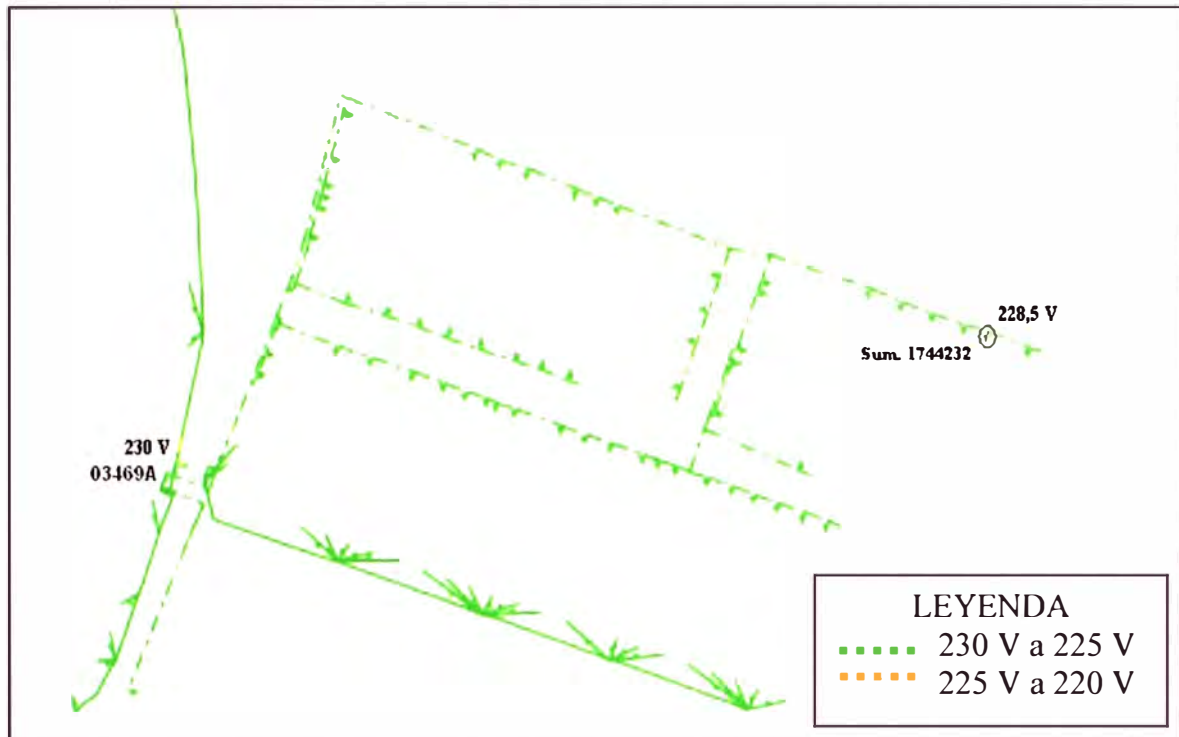 228,5 V
Sum. 1744232
230 V
03469A
LEYENDA
230 V a 225 V
225 V a 220 V